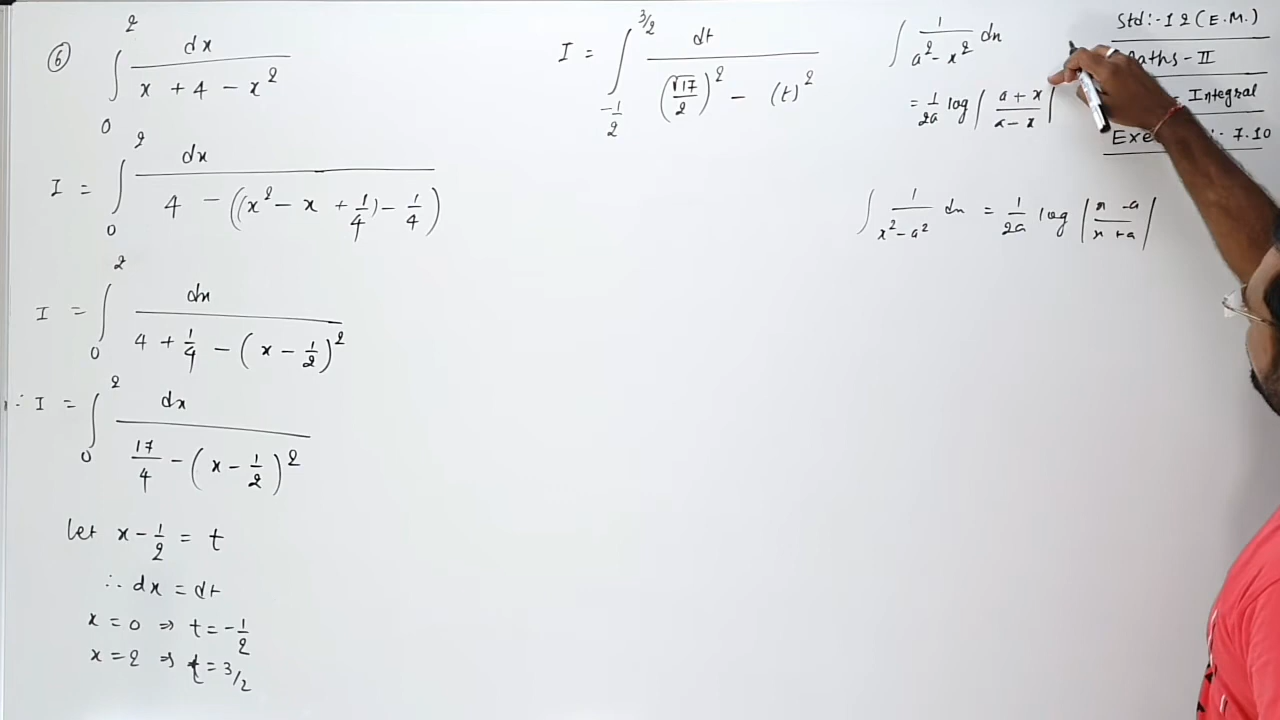 ⑥ ∫₀² dx / (x + 4 - x²)
I = ∫₀² dx / (4 - ((x² - x + 1/4) - 1/4))
I = ∫₀² dx / (4 + 1/4 - (x - 1/2)²)
∴ I = ∫₀² dx / (17/4 - (x - 1/2)²)
let x - 1/2 = t
∴ dx = dt
x = 0 ⇒ t = -1/2
x = 2 ⇒ t = 3/2
I = ∫_{-1/2}^{3/2} dt / ((√17/2)² - (t)²)
∫ 1/(a² - x²) dx
= 1/2a log | (a + x)/(a - x) |
∫ 1/(x² - a²) dx = 1/2a log | (x - a)/(x + a) |
Std :- 12 (E.M.)
Maths - II
Integral
7.10